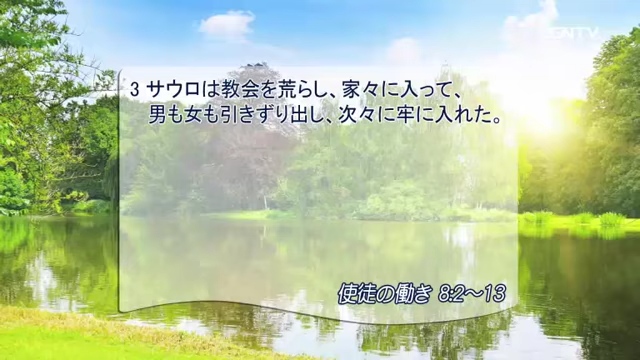 CGNTV
3 サウロは教会を荒らし、家々に入って、
男も女も引きずり出し、次々に牢に入れた。
使徒の働き 8:2〜13